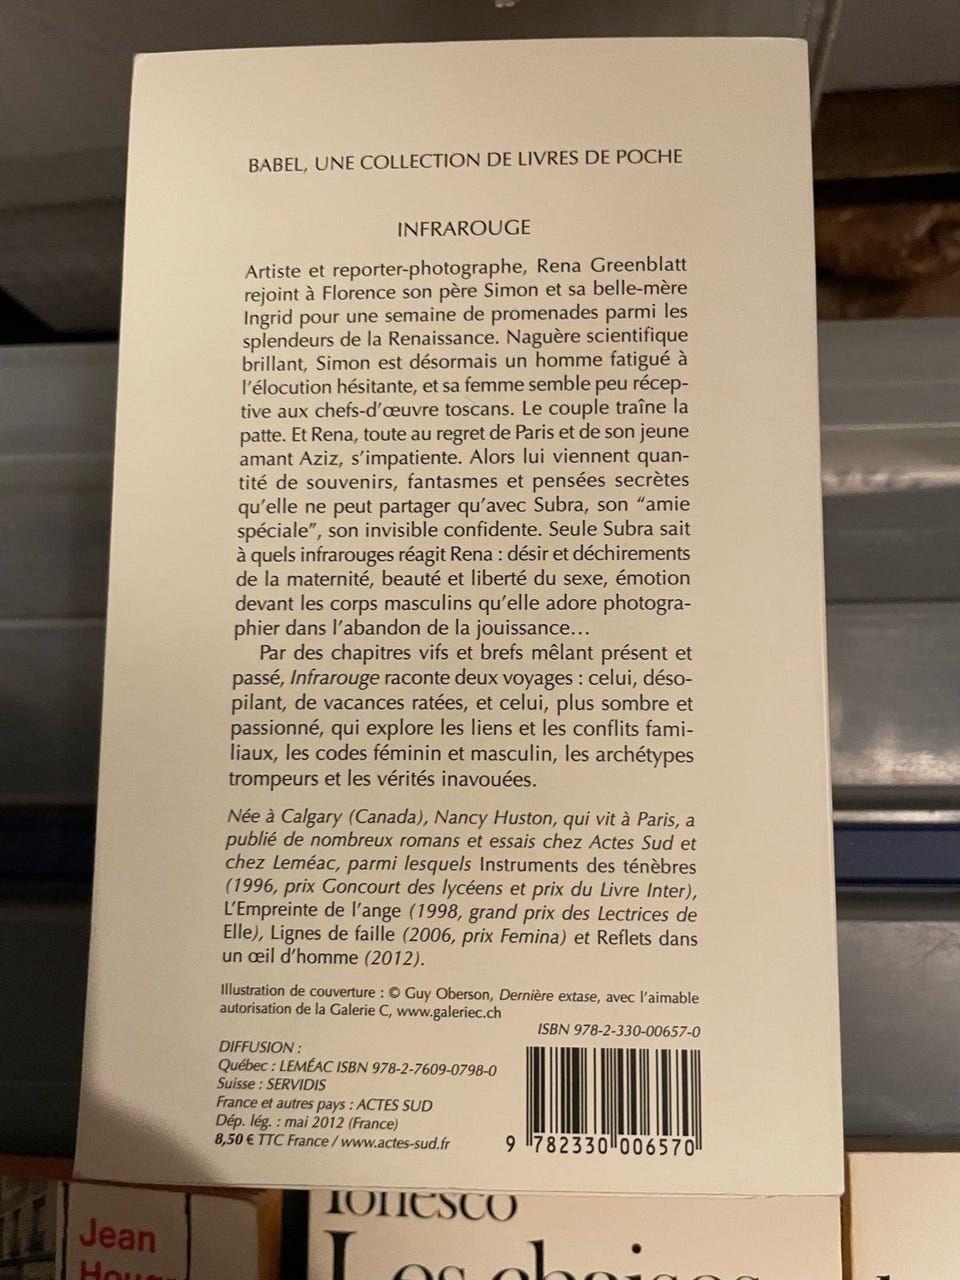 BABEL, UNE COLLECTION DE LIVRES DE POCHE
INFRAROUGE
Artiste et reporter-photographe, Rena Greenblatt
rejoint à Florence son père Simon et sa belle-mère
Ingrid pour une semaine de promenades parmi les
splendeurs de la Renaissance. Naguère scientifique
brillant, Simon est désormais un homme fatigué à
l'élocution hésitante, et sa femme semble peu récep-
tive aux chefs-d'œuvre toscans. Le couple traîne la
patte. Et Rena, toute au regret de Paris et de son jeune
amant Aziz, s'impatiente. Alors lui viennent quan-
tité de souvenirs, fantasmes et pensées secrètes
qu'elle ne peut partager qu'avec Subra, son “amie
spéciale”, son invisible confidente. Seule Subra sait
à quels infrarouges réagit Rena : désir et déchirements
de la maternité, beauté et liberté du sexe, émotion
devant les corps masculins qu'elle adore photogra-
phier dans l'abandon de la jouissance…
Par des chapitres vifs et brefs mêlant présent et
passé, Infrarouge raconte deux voyages : celui, déso-
pilant, de vacances ratées, et celui, plus sombre et
passionné, qui explore les liens et les conflits fami-
liaux, les codes féminin et masculin, les archétypes
trompeurs et les vérités inavouées.
Née à Calgary (Canada), Nancy Huston, qui vit à Paris, a
publié de nombreux romans et essais chez Actes Sud et
chez Leméac, parmi lesquels Instruments des ténèbres
(1996, prix Goncourt des lycéens et prix du Livre Inter),
L'Empreinte de l'ange (1998, grand prix des Lectrices de
Elle), Lignes de faille (2006, prix Femina) et Reflets dans
un œil d'homme (2012).
Illustration de couverture : © Guy Oberson, Dernière extase, avec l'aimable
autorisation de la Galerie C, www.galeriec.ch
ISBN 978-2-330-00657-0
DIFFUSION :
Québec : LEMÉAC ISBN 978-2-7609-0798-0
Suisse : SERVIDIS
France et autres pays : ACTES SUD
Dép. lég. : mai 2012 (France)
8,50 € TTC France / www.actes-sud.fr
9 782330 006570
Jean
Ionesco
Les chaises